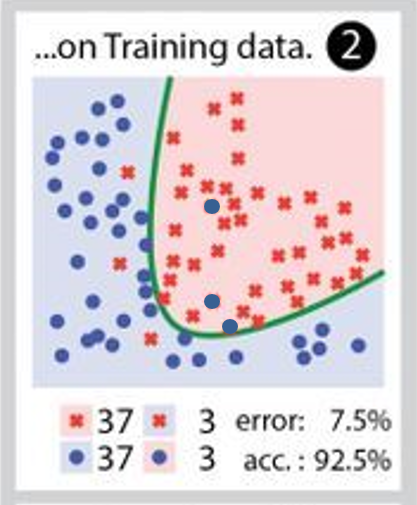 ...on Training data. 2
37 3 error: 7.5%
37 3 acc. : 92.5%